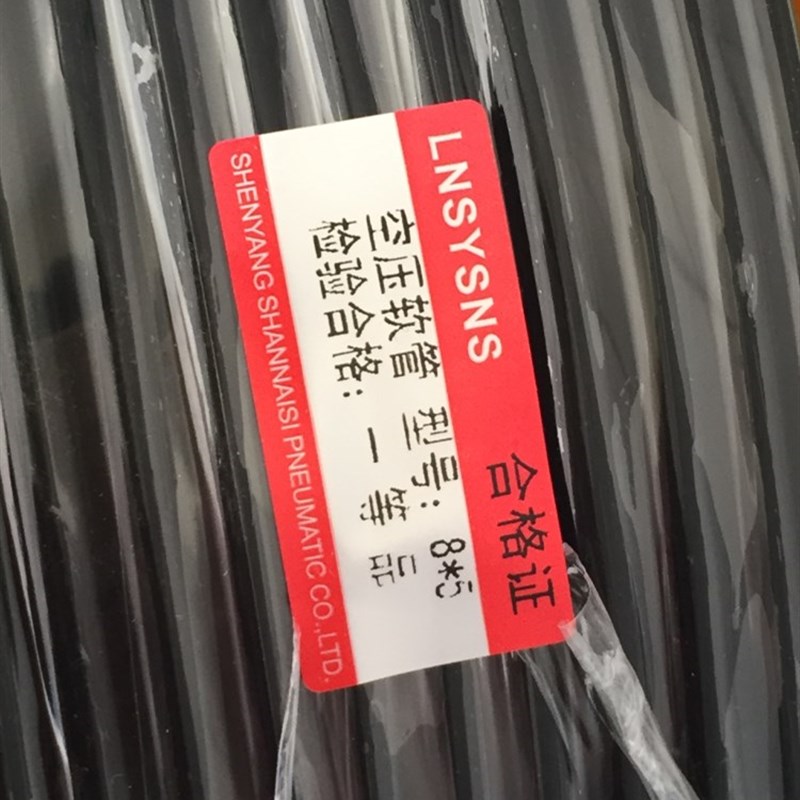 LNSYSNS
合格证
空压软管 型号: 8*5
检验合格: 一等品
SHENYANG SHANNAISI PNEUMATIC CO.,LTD.